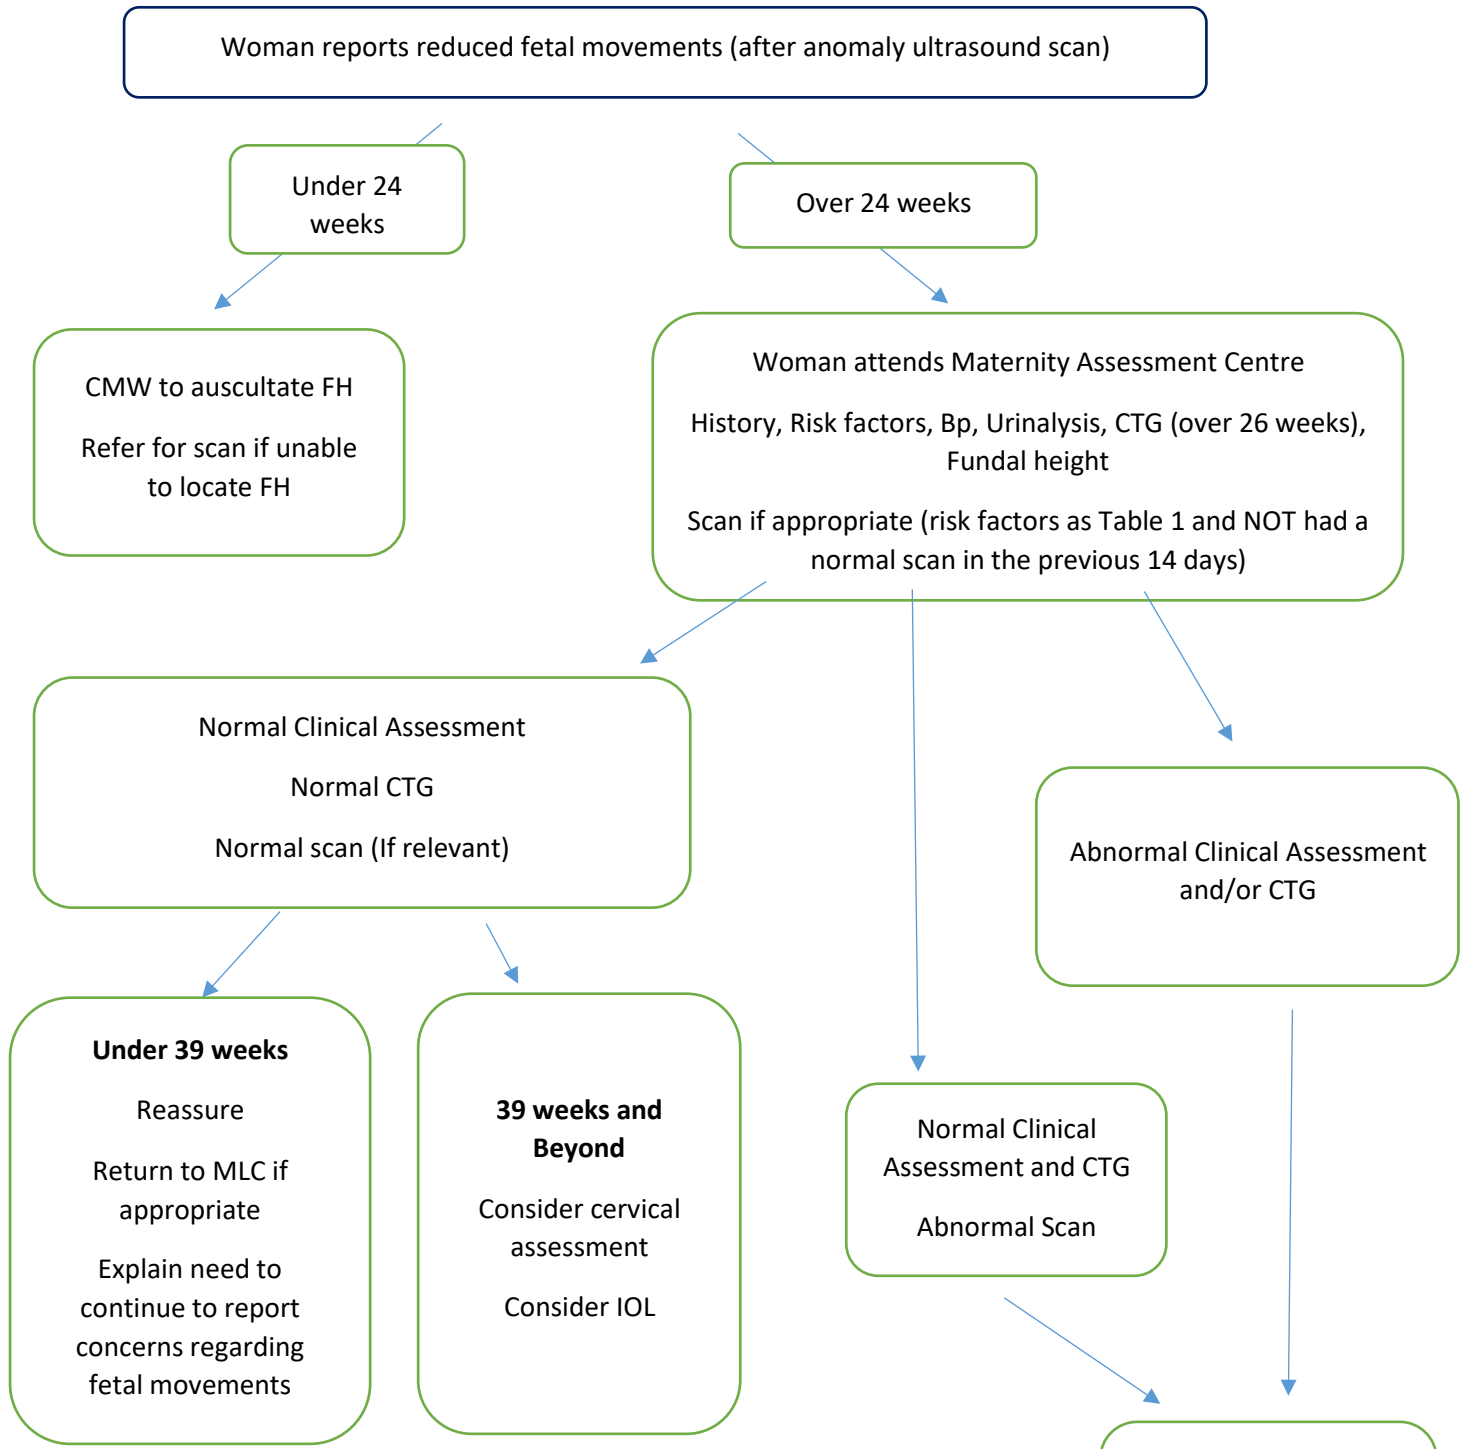 Woman reports reduced fetal movements (after anomaly ultrasound scan)
Under 24
weeks
Over 24 weeks
CMW to auscultate FH
Refer for scan if unable
to locate FH
Woman attends Maternity Assessment Centre
History, Risk factors, Bp, Urinalysis, CTG (over 26 weeks),
Fundal height
Scan if appropriate (risk factors as Table 1 and NOT had a
normal scan in the previous 14 days)
Normal Clinical Assessment
Normal CTG
Normal scan (If relevant)
Abnormal Clinical Assessment
and/or CTG
Under 39 weeks
Reassure
Return to MLC if
appropriate
Explain need to
continue to report
concerns regarding
fetal movements
39 weeks and
Beyond
Consider cervical
assessment
Consider IOL
Normal Clinical
Assessment and CTG
Abnormal Scan